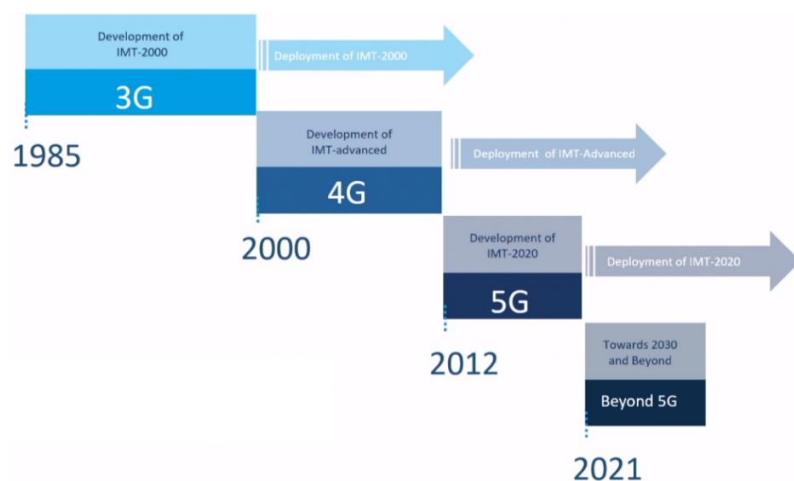 Development of
IMT-2000
Deployment of IMT-2000
3G
1985
Development of
IMT-advanced
Deployment of IMT-Advanced
4G
2000
Development of
IMT-2020
Deployment of IMT-2020
5G
2012
Towards 2030
and Beyond
Beyond 5G
2021